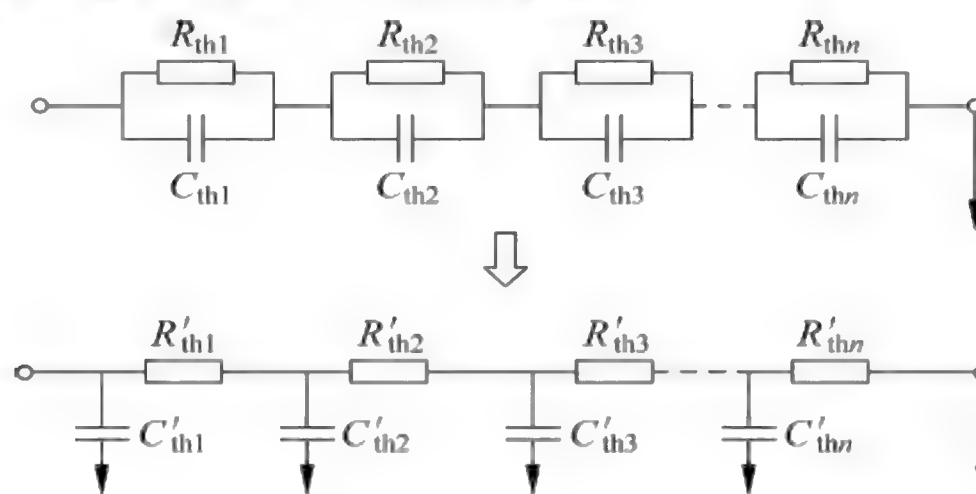 Rth1 Rth2 Rth3 Rthn
Cth1 Cth2 Cth3 Cthn
R′th1 R′th2 R′th3 R′thn
C′th1 C′th2 C′th3 C′thn